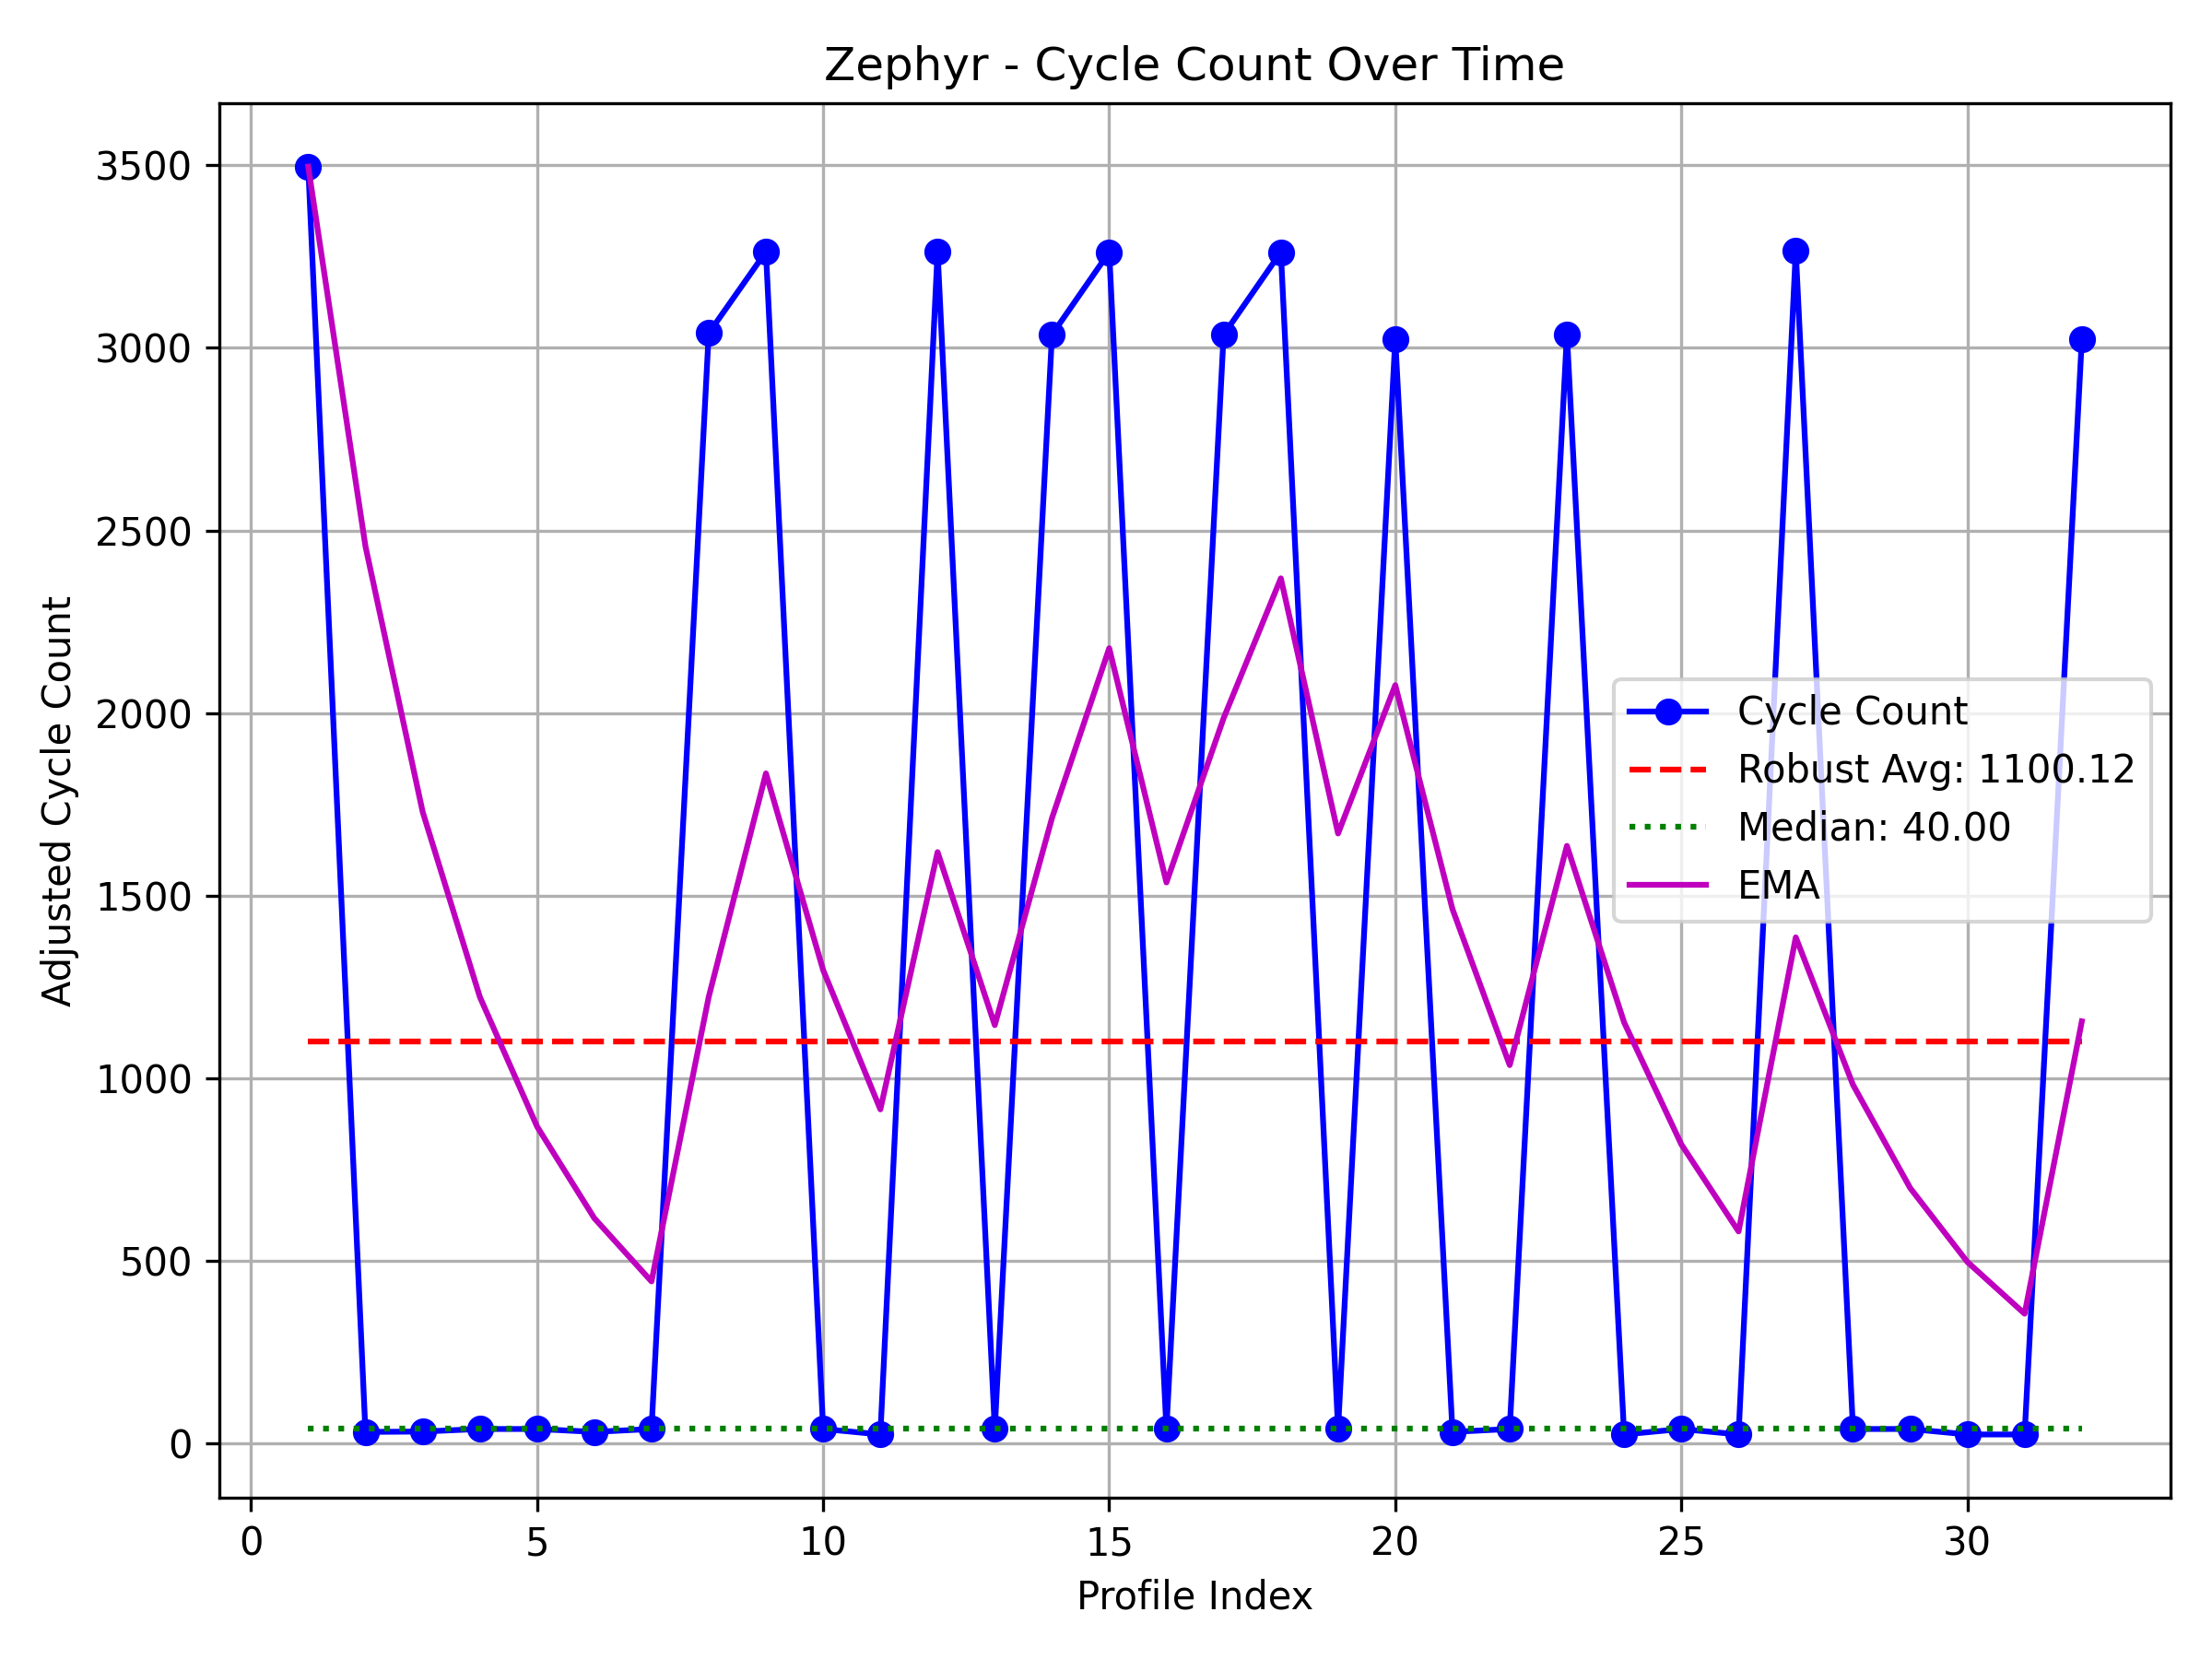 Zephyr - Cycle Count Over Time
Adjusted Cycle Count
3500
3000
2500
2000
1500
1000
500
0
Cycle Count
Robust Avg: 1100.12
Median: 40.00
EMA
0 5 10 15 20 25 30
Profile Index